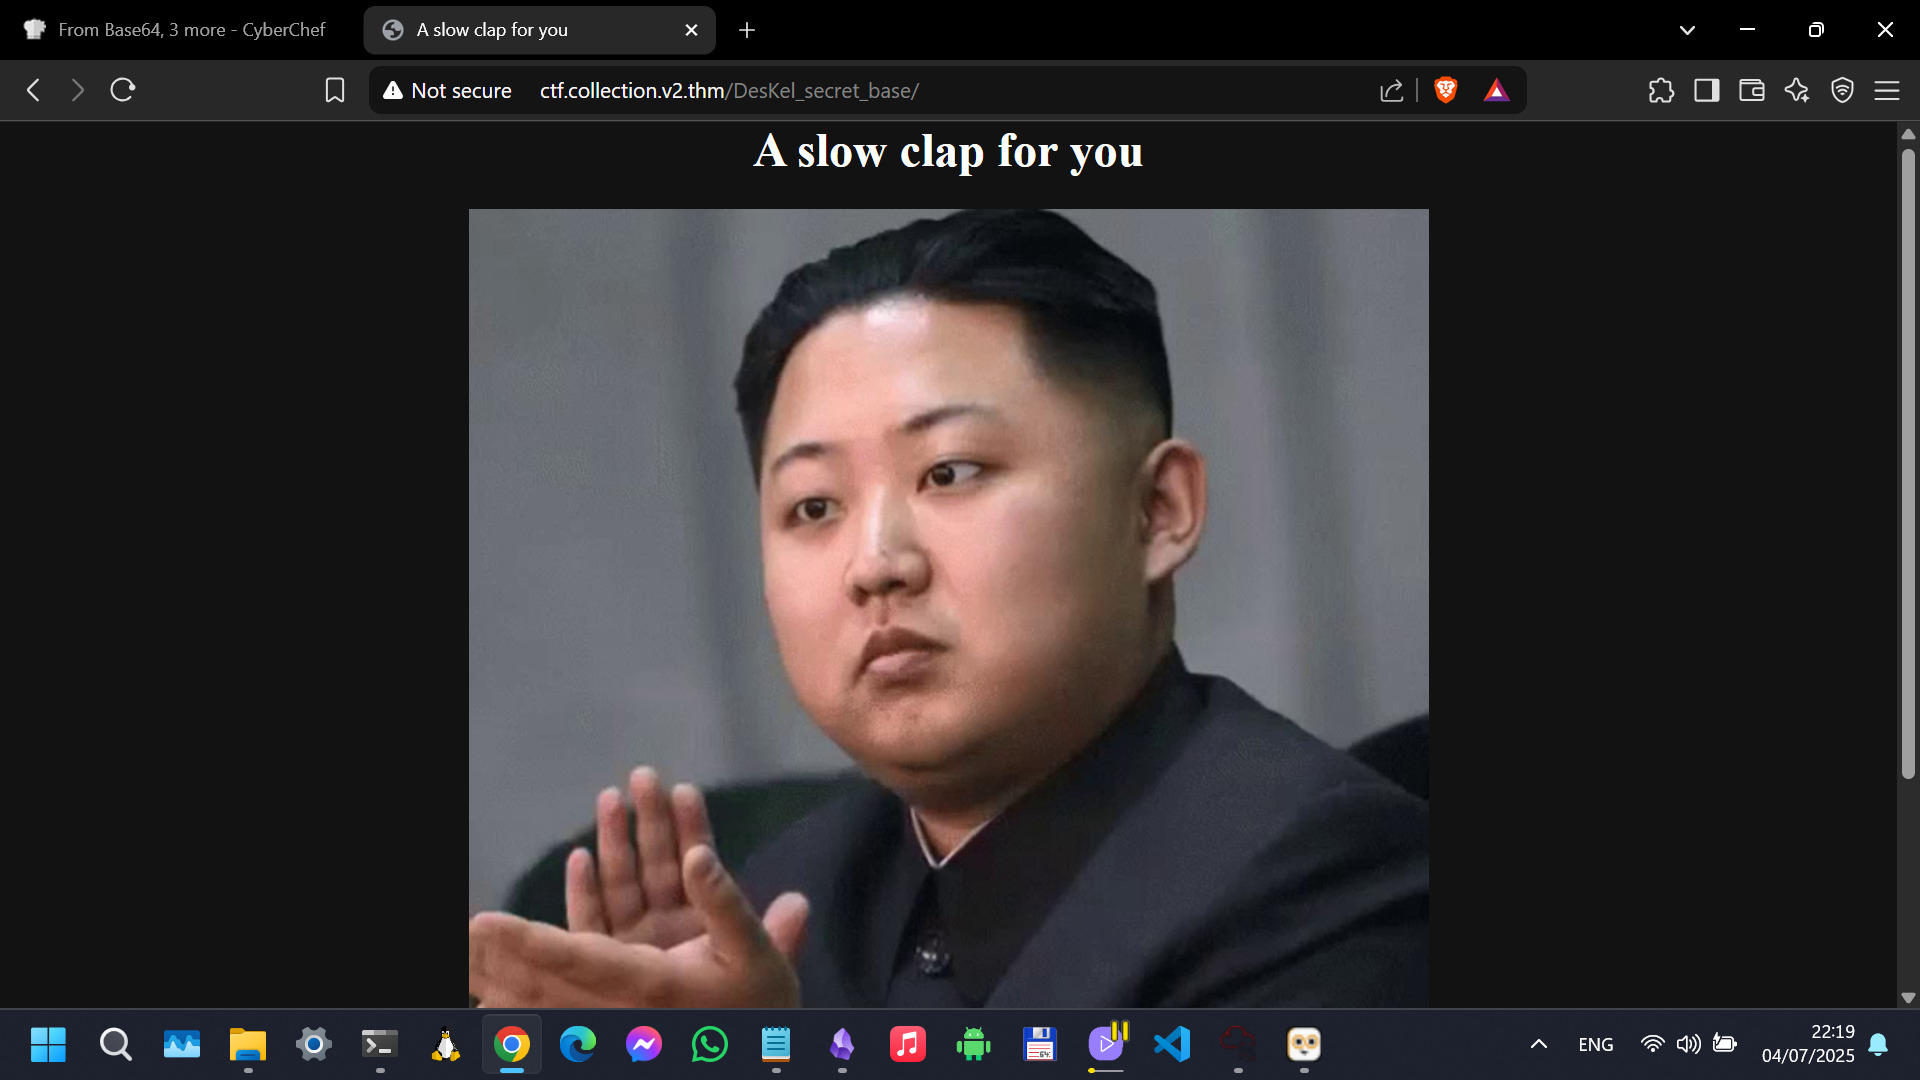 From Base64, 3 more - CyberChef
A slow clap for you
Not secure
ctf.collection.v2.thm/DesKel_secret_base/
A slow clap for you
64
ENG
22:19
04/07/2025